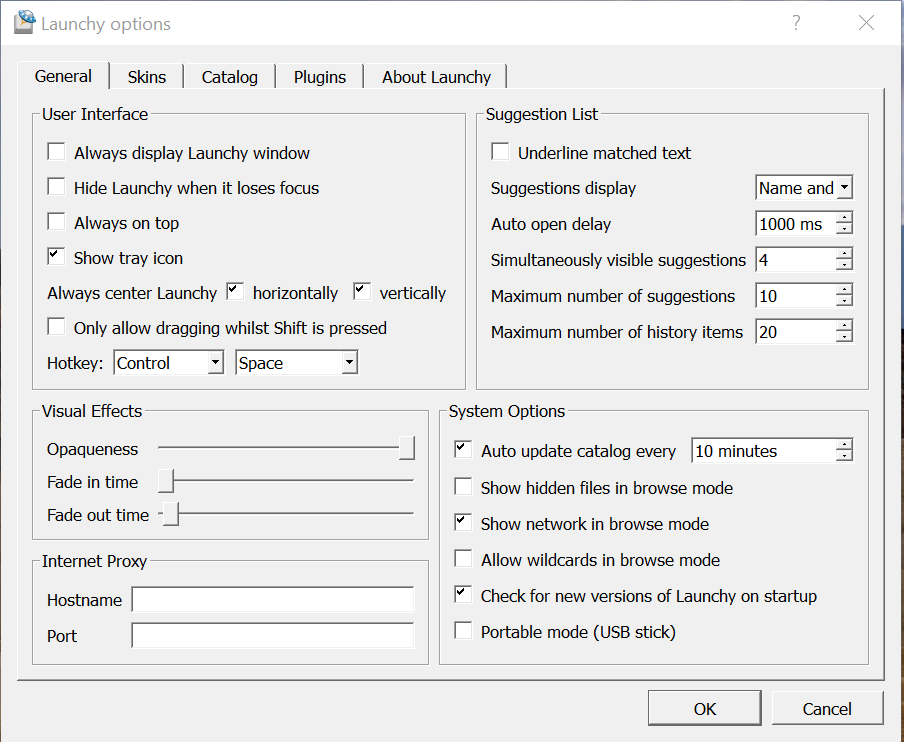 Launchy options
General Skins Catalog Plugins About Launchy
User Interface
Always display Launchy window
Hide Launchy when it loses focus
Always on top
Show tray icon
Always center Launchy horizontally vertically
Only allow dragging whilst Shift is pressed
Hotkey: Control Space
Suggestion List
Underline matched text
Suggestions display Name and
Auto open delay 1000 ms
Simultaneously visible suggestions 4
Maximum number of suggestions 10
Maximum number of history items 20
Visual Effects
Opaqueness
Fade in time
Fade out time
Internet Proxy
Hostname
Port
System Options
Auto update catalog every 10 minutes
Show hidden files in browse mode
Show network in browse mode
Allow wildcards in browse mode
Check for new versions of Launchy on startup
Portable mode (USB stick)
OK Cancel